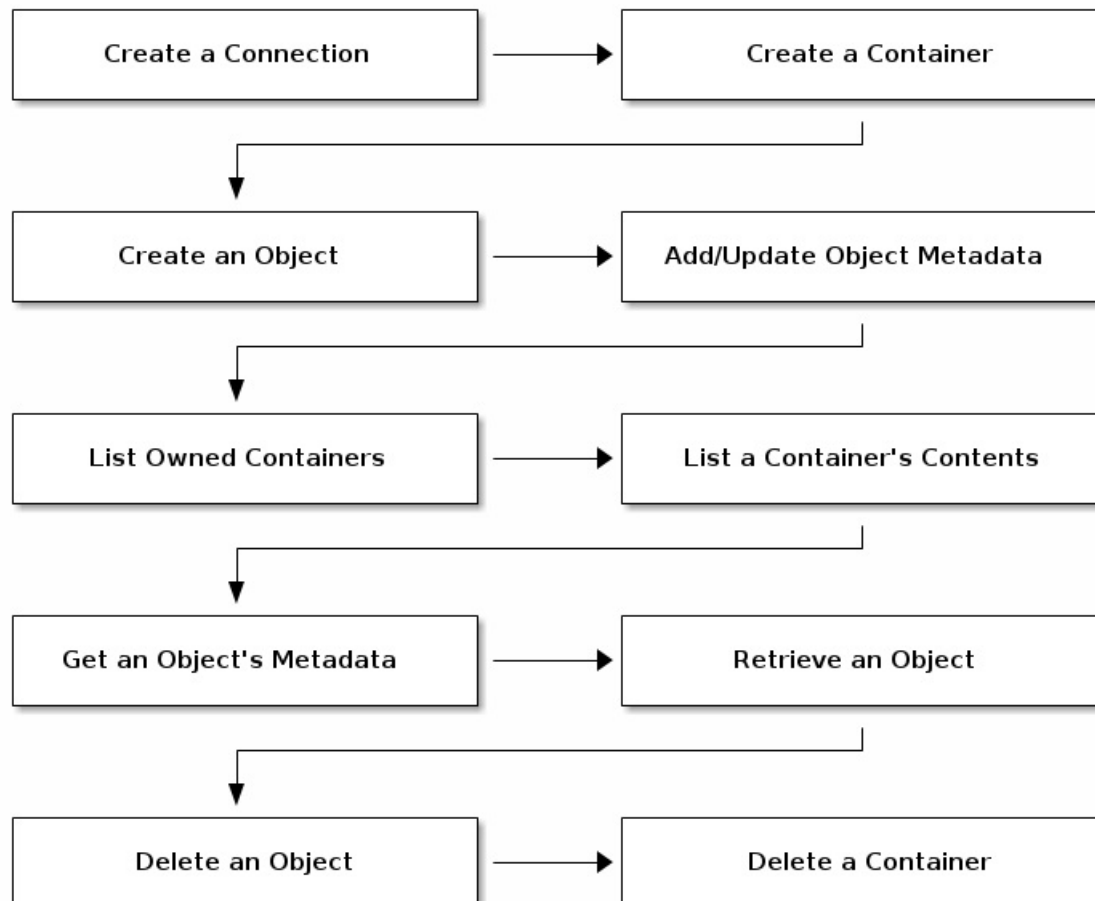 Create a Connection
Create a Container
Create an Object
Add/Update Object Metadata
List Owned Containers
List a Container's Contents
Get an Object's Metadata
Retrieve an Object
Delete an Object
Delete a Container